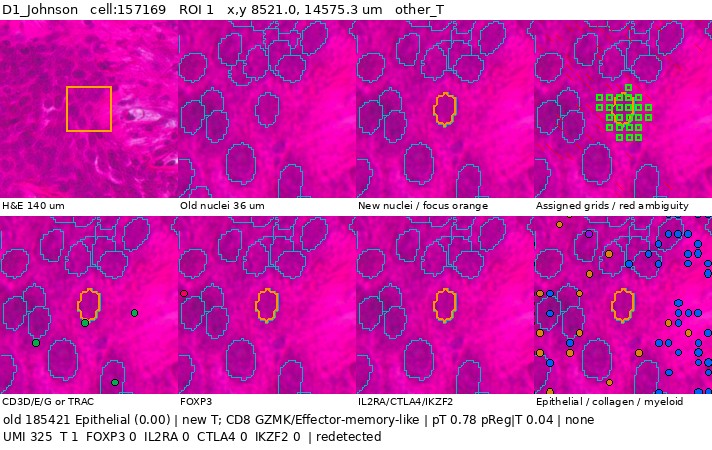 D1_Johnson   cell:157169   ROI 1   x,y 8521.0, 14575.3 um   other_T
H&E 140 um
Old nuclei 36 um
New nuclei / focus orange
Assigned grids / red ambiguity
CD3D/E/G or TRAC
FOXP3
IL2RA/CTLA4/IKZF2
Epithelial / collagen / myeloid
old 185421 Epithelial (0.00) | new T; CD8 GZMK/Effector-memory-like | pT 0.78 pReg|T 0.04 | none
UMI 325  T 1  FOXP3 0  IL2RA 0  CTLA4 0  IKZF2 0  | redetected